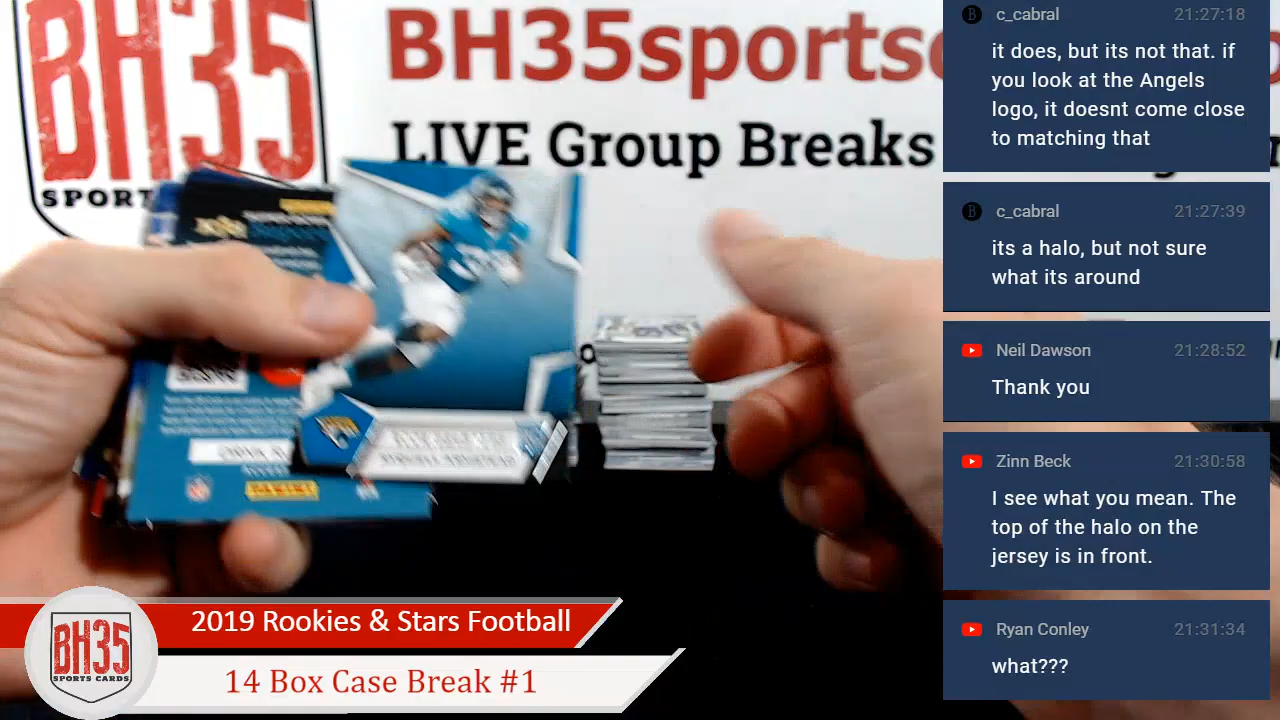 BH35
SPORT
BH35sportsc
LIVE Group Breaks
PANINI
2019 Rookies & Stars Football
14 Box Case Break #1
BH35
SPORTS CARDS
c_cabral 21:27:18
it does, but its not that. if
you look at the Angels
logo, it doesnt come close
to matching that
c_cabral 21:27:39
its a halo, but not sure
what its around
Neil Dawson 21:28:52
Thank you
Zinn Beck 21:30:58
I see what you mean. The
top of the halo on the
jersey is in front.
Ryan Conley 21:31:34
what???